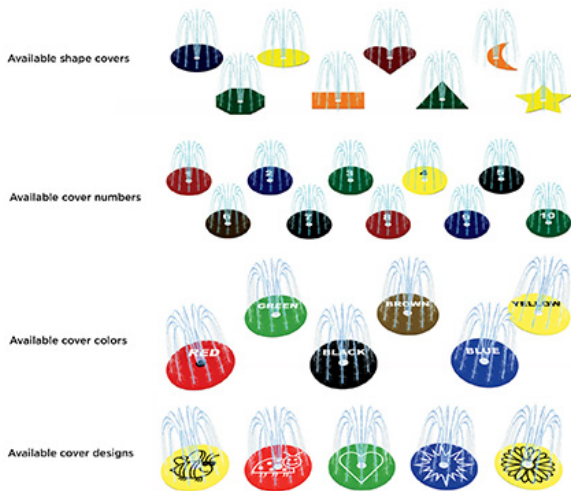 Available shape covers
Available cover numbers
1 2 3 4 5
6 7 8 9 10
Available cover colors
GREEN BROWN YELLOW
RED BLACK BLUE
Available cover designs